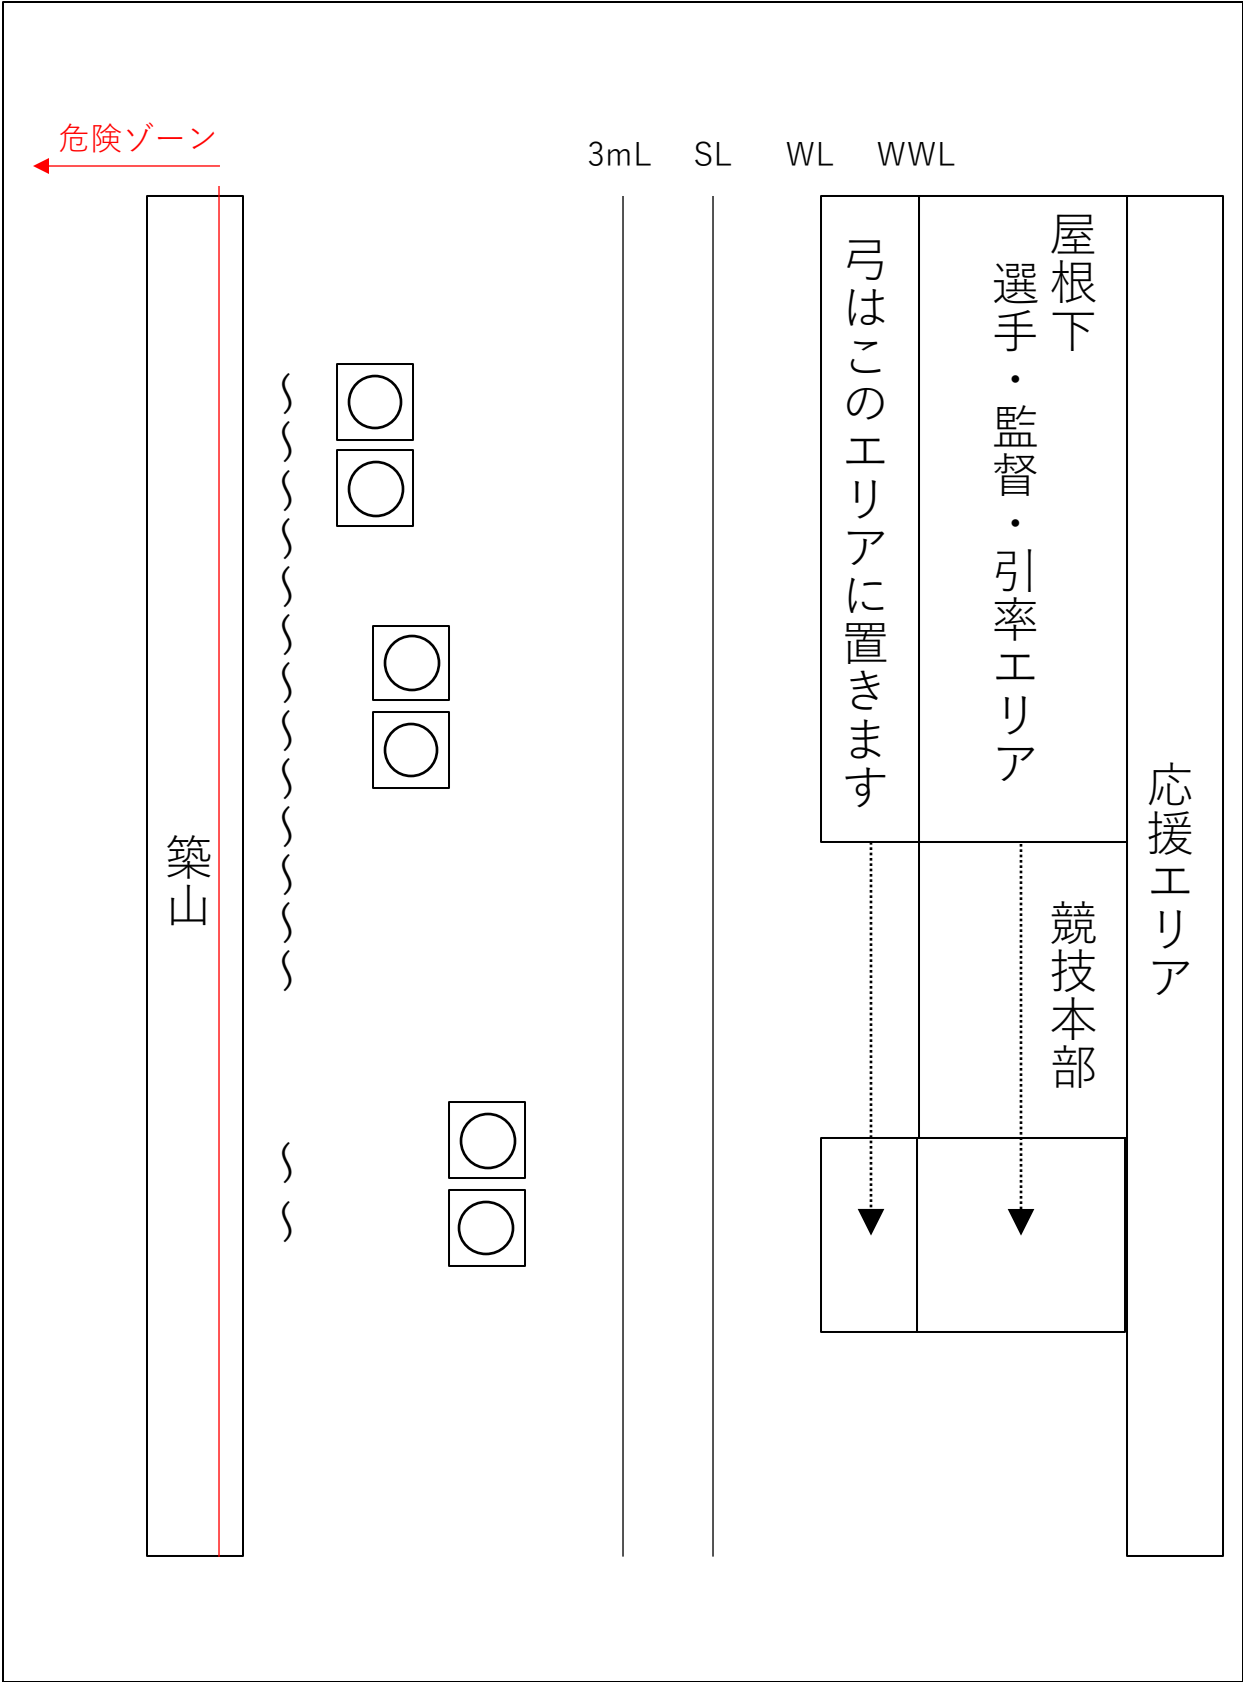 危険ゾーン
3mL SL WL WWL
屋根下
選手・監督・引率エリア
弓はこのエリアに置きます
応援エリア
競技本部
築山